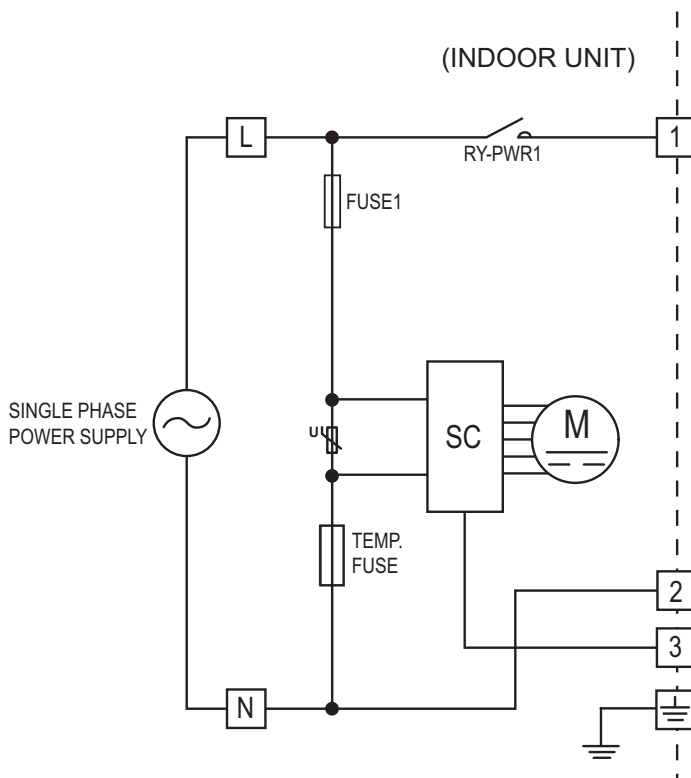 (INDOOR UNIT)
L
1
RY-PWR1
FUSE1
SINGLE PHASE
POWER SUPPLY
U
SC
M
TEMP.
FUSE
2
3
N